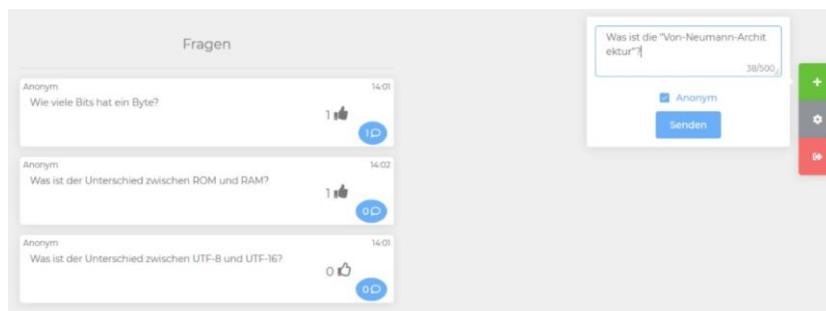 Fragen
Anonym 14:01
Wie viele Bits hat ein Byte?
1
1
Anonym 14:02
Was ist der Unterschied zwischen ROM und RAM?
1
0
Anonym 14:01
Was ist der Unterschied zwischen UTF-8 und UTF-16?
0
0
Was ist die "Von-Neumann-Archit
ektur"?
38/500
Anonym
Senden